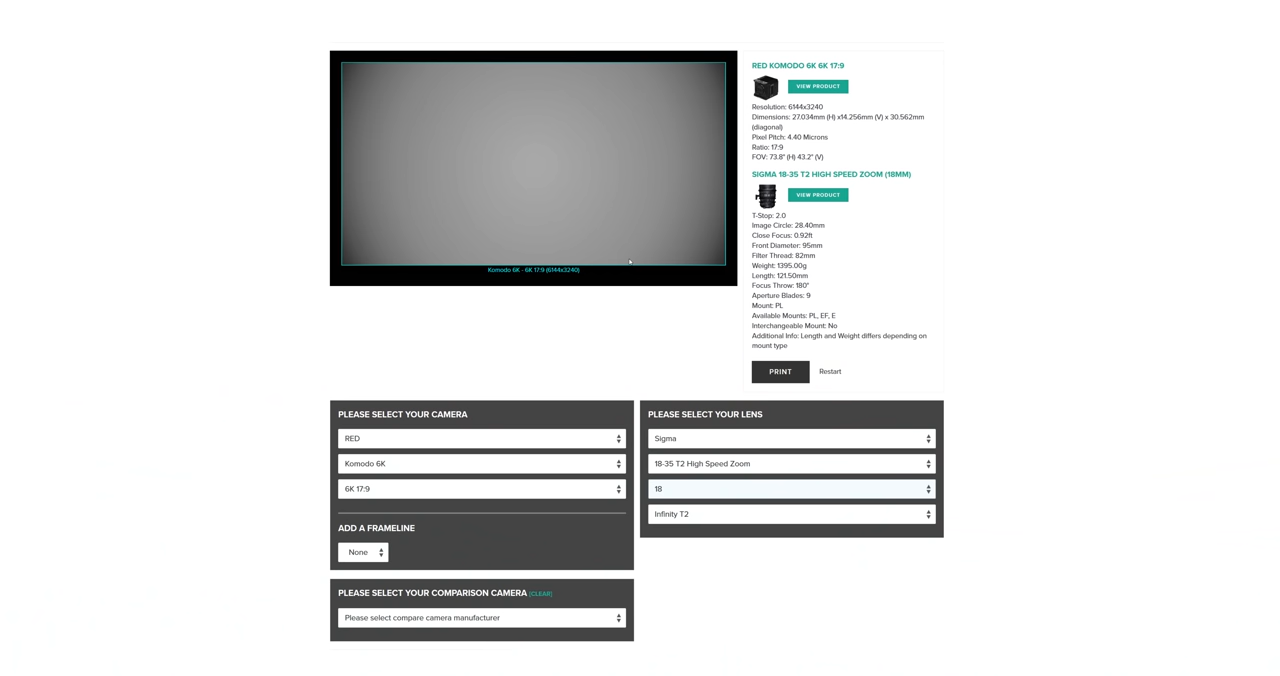 Komodo 6K - 6K 17:9 (6144x3240)
RED KOMODO 6K 6K 17:9
VIEW PRODUCT
Resolution: 6144x3240
Dimensions: 27.034mm (H) x14.256mm (V) x 30.562mm
(diagonal)
Pixel Pitch: 4.40 Microns
Ratio: 17:9
FOV: 73.8° (H) 43.2° (V)
SIGMA 18-35 T2 HIGH SPEED ZOOM (18MM)
VIEW PRODUCT
T-Stop: 2.0
Image Circle: 28.40mm
Close Focus: 0.92ft
Front Diameter: 95mm
Filter Thread: 82mm
Weight: 1395.00g
Length: 121.50mm
Focus Throw: 180°
Aperture Blades: 9
Mount: PL
Available Mounts: PL, EF, E
Interchangeable Mount: No
Additional Info: Length and Weight differs depending on
mount type
PRINT
Restart
PLEASE SELECT YOUR CAMERA
RED
Komodo 6K
6K 17:9
ADD A FRAMELINE
None
PLEASE SELECT YOUR COMPARISON CAMERA [CLEAR]
Please select compare camera manufacturer
PLEASE SELECT YOUR LENS
Sigma
18-35 T2 High Speed Zoom
18
Infinity T2